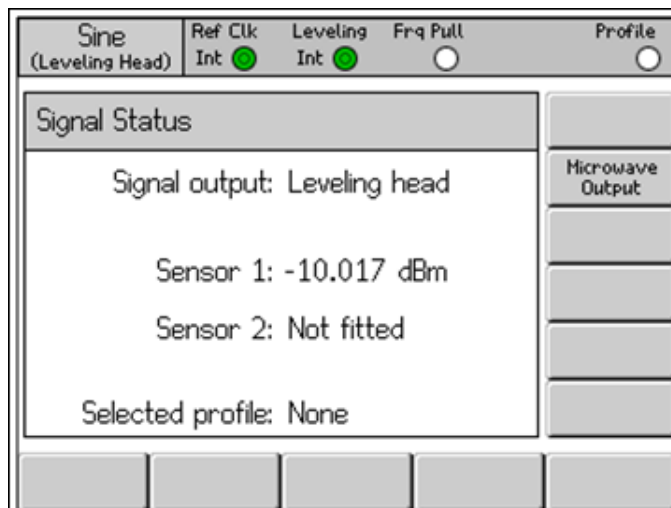 Sine
(Leveling Head)
Ref Clk
Int
Leveling
Int
Frq Pull
Profile
Signal Status
Signal output: Leveling head
Microwave
Output
Sensor 1: -10.017 dBm
Sensor 2: Not fitted
Selected profile: None